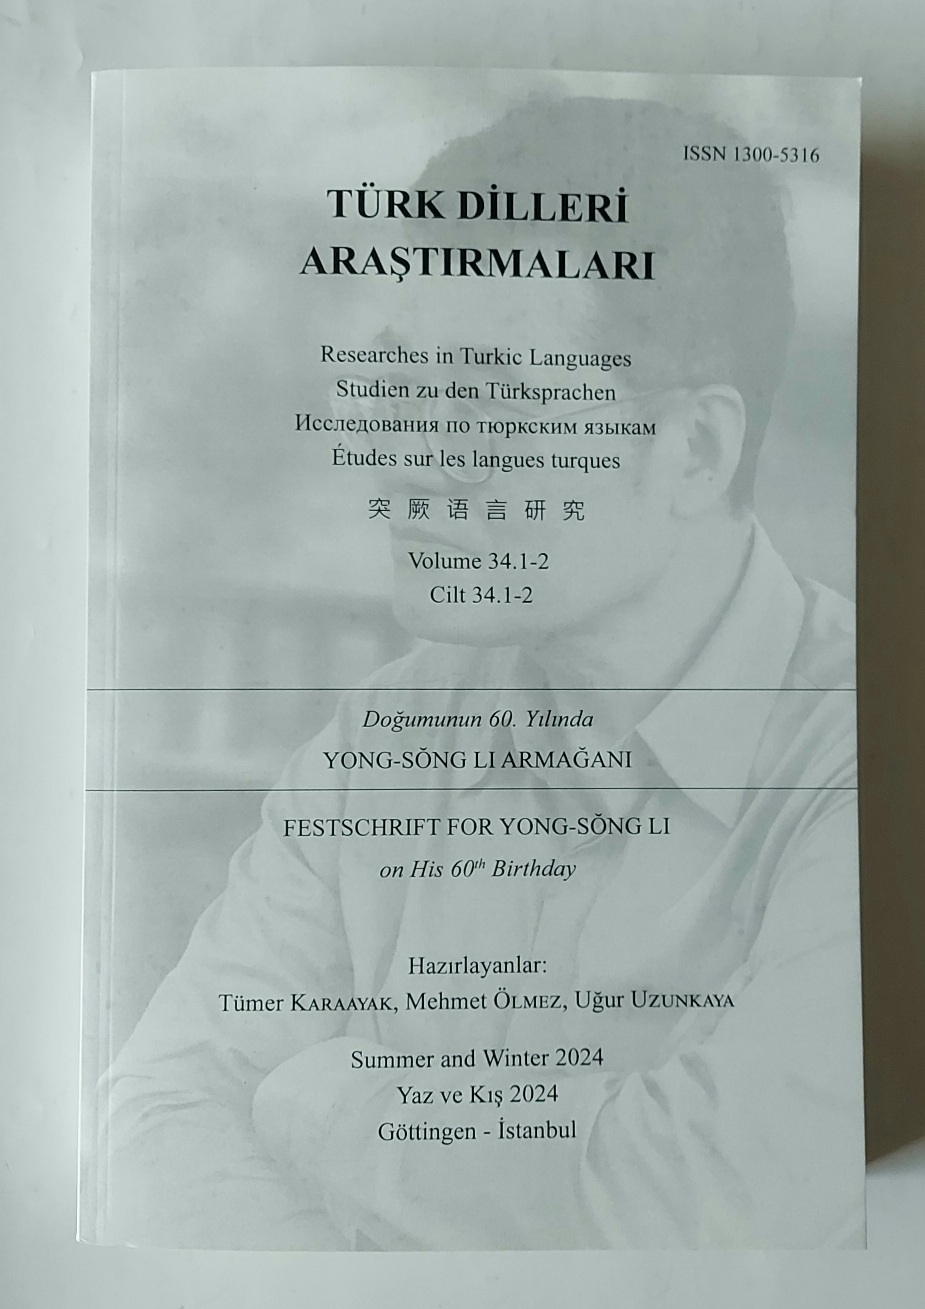 ISSN 1300-5316
TÜRK DİLLERİ
ARAŞTIRMALARI
Researches in Turkic Languages
Studien zu den Türksprachen
Исследования по тюркским языкам
Études sur les langues turques
突厥语言研究
Volume 34.1-2
Cilt 34.1-2
Doğumunun 60. Yılında
YONG-SŎNG LI ARMAĞANI
FESTSCHRIFT FOR YONG-SŎNG LI
on His 60th Birthday
Hazırlayanlar:
Tümer KARAAYAK, Mehmet ÖLMEZ, Uğur UZUNKAYA
Summer and Winter 2024
Yaz ve Kış 2024
Göttingen - İstanbul